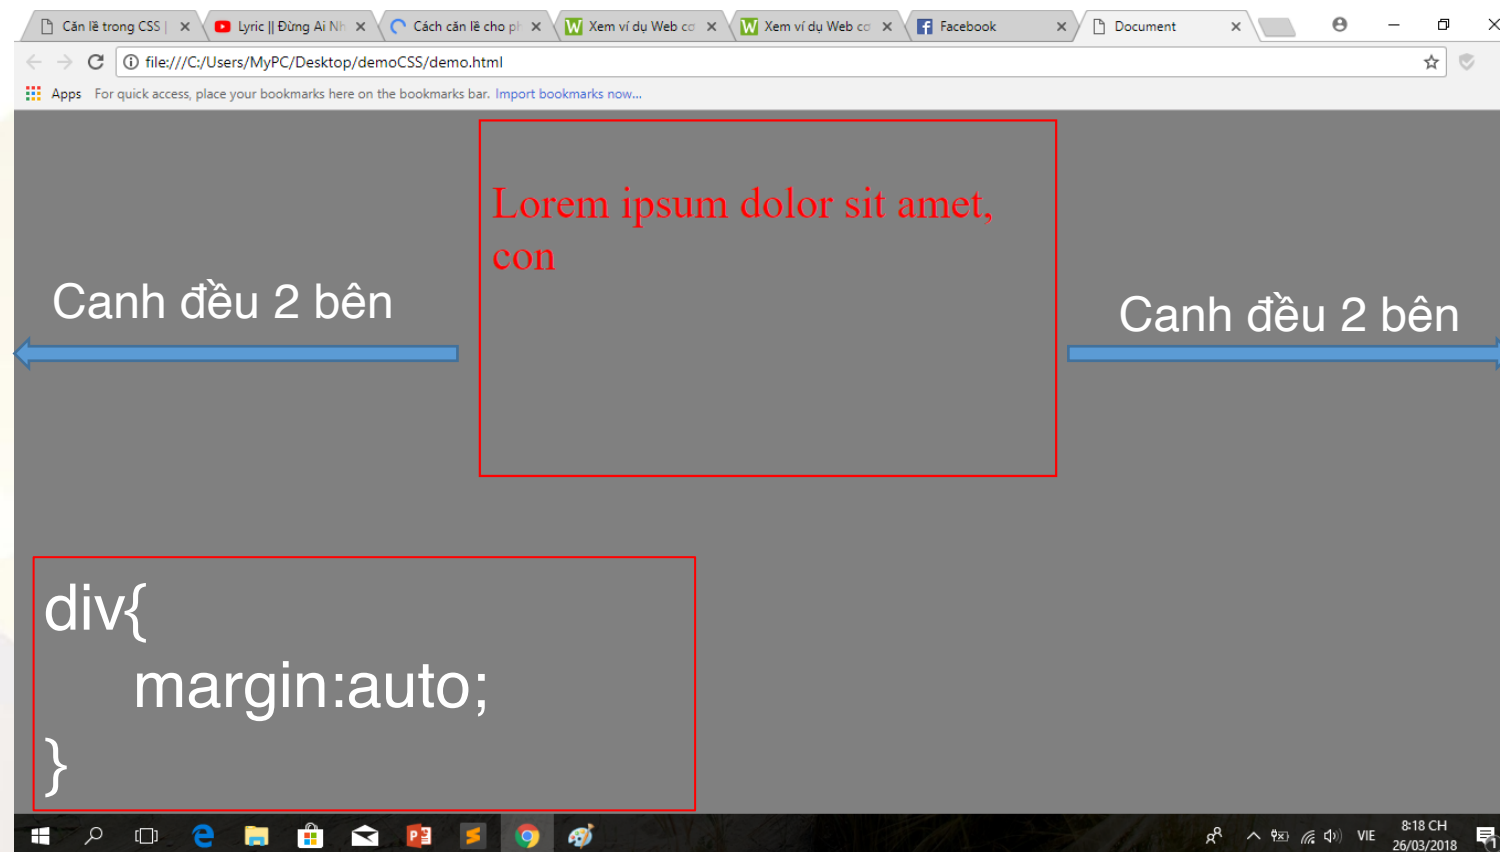 Căn lề trong CSS |
Lyric || Đừng Ai Nh
Cách căn lề cho ph
Xem ví dụ Web cơ
Xem ví dụ Web cơ
Facebook
Document
file:///C:/Users/MyPC/Desktop/demoCSS/demo.html
Apps For quick access, place your bookmarks here on the bookmarks bar. Import bookmarks now...
Lorem ipsum dolor sit amet,
con
Canh đều 2 bên
Canh đều 2 bên
div{
margin:auto;
}
VIE
8:18 CH
26/03/2018